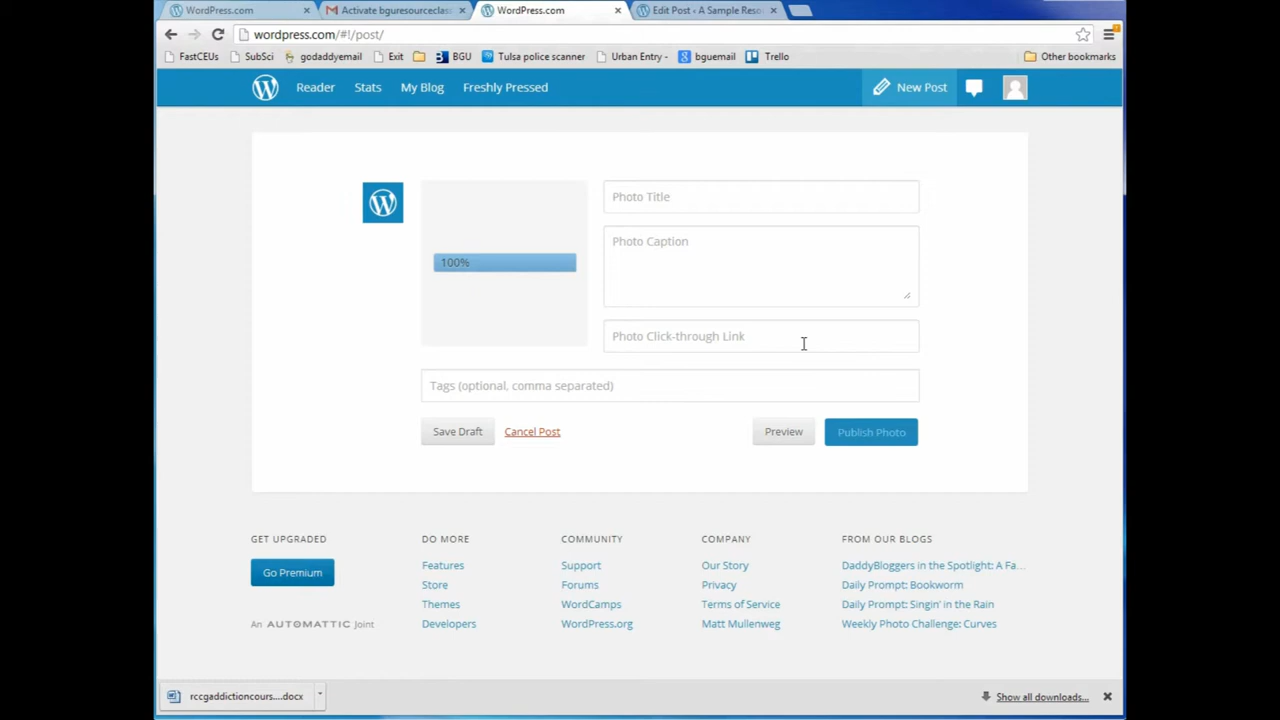 WordPress.com
Activate bguresourceclas
WordPress.com
Edit Post ‹ A Sample Reso
wordpress.com/#!/post/
FastCEUs
SubSci
godaddyemail
Exit
BGU
Tulsa police scanner
Urban Entry -
bguemail
Trello
Other bookmarks
Reader
Stats
My Blog
Freshly Pressed
New Post
Photo Title
100%
Photo Caption
Photo Click-through Link
Tags (optional, comma separated)
Save Draft
Cancel Post
Preview
Publish Photo
GET UPGRADED
Go Premium
An AUTOMATTIC Joint
DO MORE
Features
Store
Themes
Developers
COMMUNITY
Support
Forums
WordCamps
WordPress.org
COMPANY
Our Story
Privacy
Terms of Service
Matt Mullenweg
FROM OUR BLOGS
DaddyBloggers in the Spotlight: A Fa...
Daily Prompt: Bookworm
Daily Prompt: Singin' in the Rain
Weekly Photo Challenge: Curves
rccgaddictioncours....docx
Show all downloads...